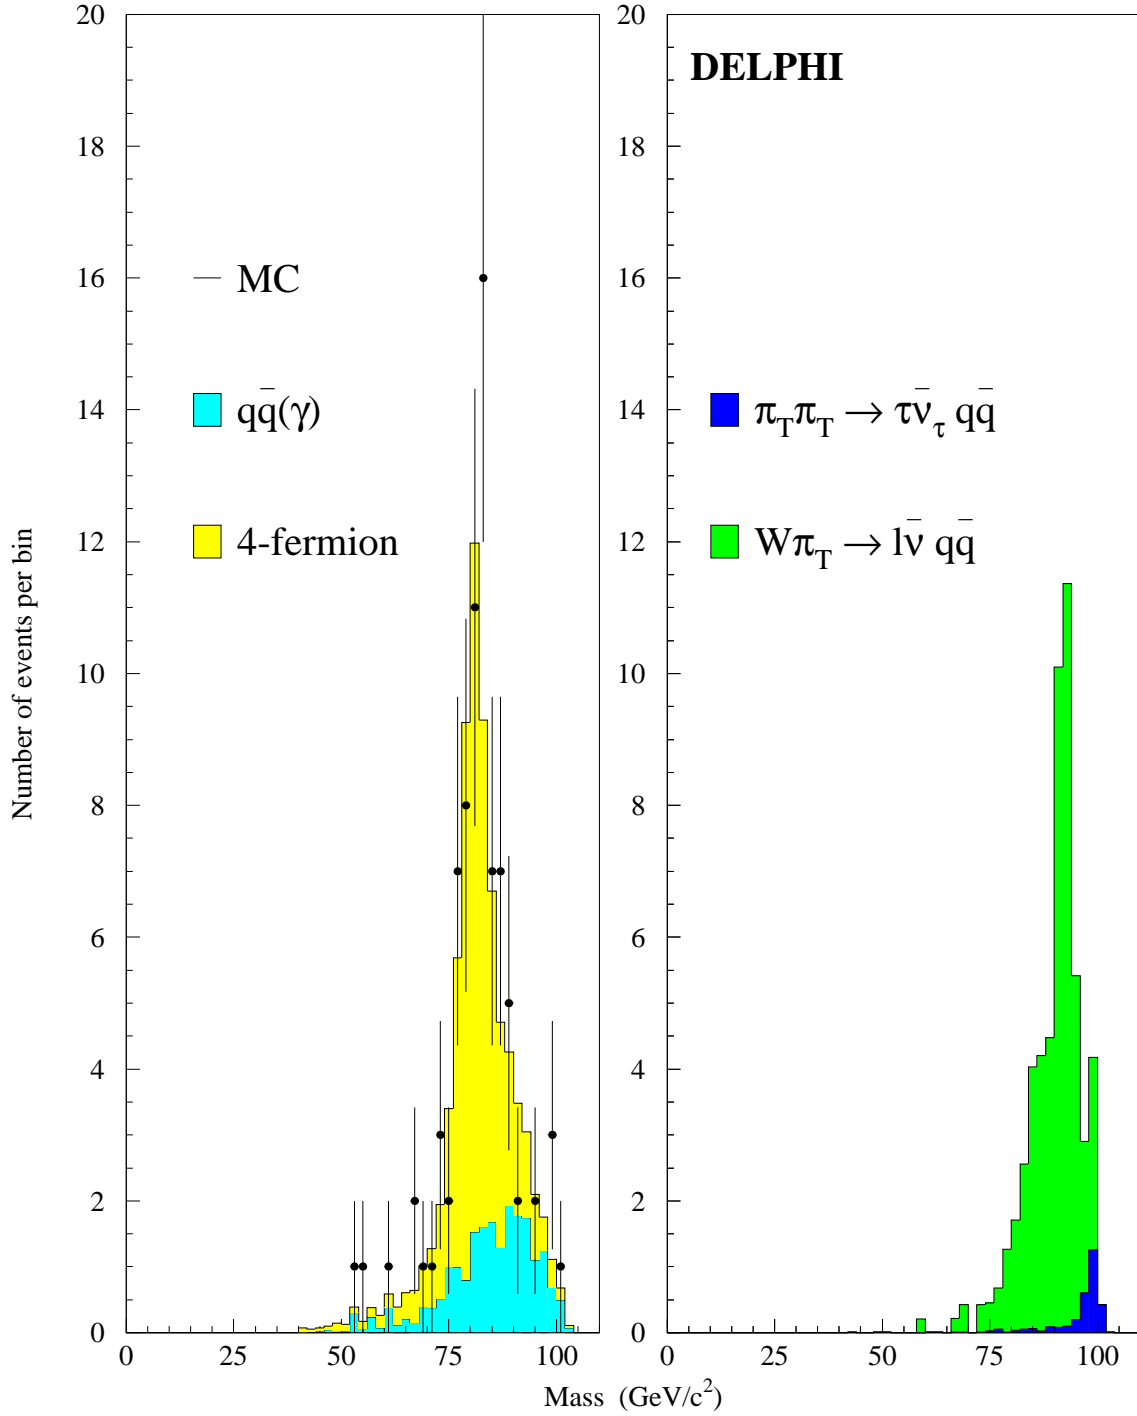 DELPHI
MC
qq̄(γ)
4-fermion
π_Tπ_T → τν̄_τ qq̄
Wπ_T → lν̄ qq̄
Number of events per bin
20
18
16
14
12
10
8
6
4
2
0
0 25 50 75 100
20
18
16
14
12
10
8
6
4
2
0
0 25 50 75 100
Mass (GeV/c²)